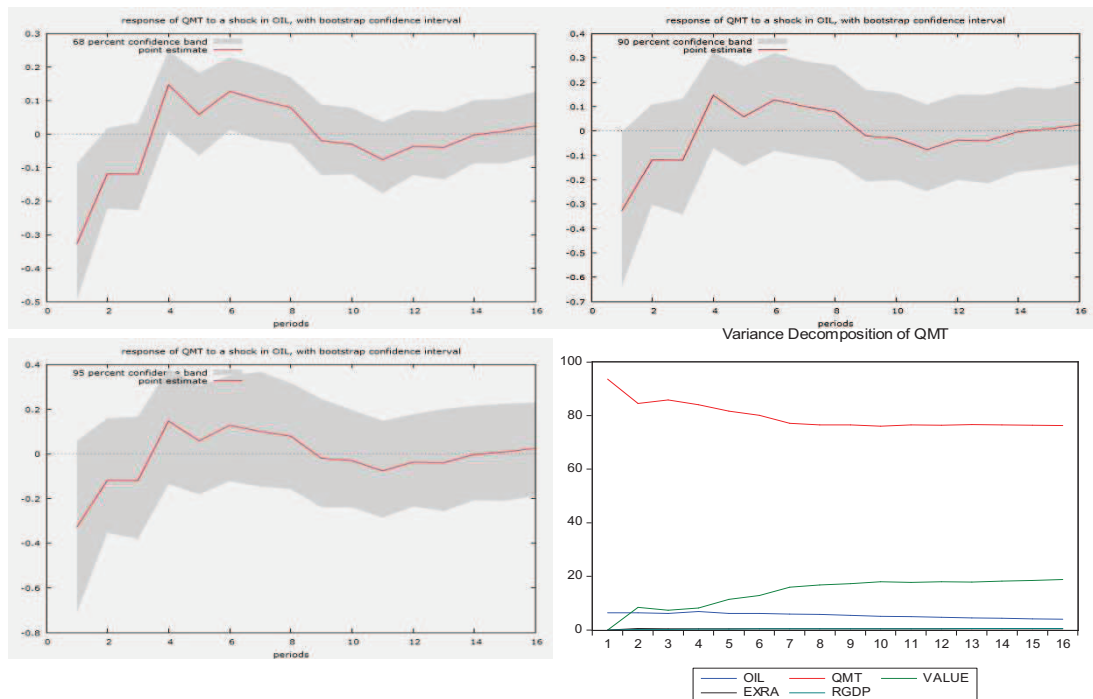 response of QMT to a shock in OIL, with bootstrap confidence interval
0.3
0.2
0.1
0
-0.1
-0.2
-0.3
-0.4
-0.5
68 percent confidence band
point estimate
0 2 4 6 8 10 12 14 16
periods
response of QMT to a shock in OIL, with bootstrap confidence interval
0.4
0.3
0.2
0.1
0
-0.1
-0.2
-0.3
-0.4
-0.5
-0.6
-0.7
90 percent confidence band
point estimate
0 2 4 6 8 10 12 14 16
periods
response of QMT to a shock in OIL, with bootstrap confidence interval
0.4
0.2
0
-0.2
-0.4
-0.6
-0.8
95 percent band
point estimate
0 2 4 6 8 10 12 14 16
periods
Variance Decomposition of QMT
100
80
60
40
20
0
1 2 3 4 5 6 7 8 9 10 11 12 13 14 15 16
OIL QMT VALUE
EXRA RGDP